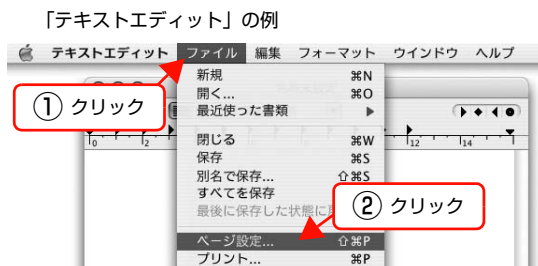 「テキストエディット」の例
テキストエディット ファイル 編集 フォーマット ウインドウ ヘルプ
新規 ⌘N
開く... ⌘O
最近使った書類 ▶
① クリック
閉じる ⌘W
保存 ⌘S
別名で保存... ⇧⌘S
すべてを保存
最後に保存した状態に
② クリック
ページ設定... ⇧⌘P
プリント... ⌘P
0 2 12 14